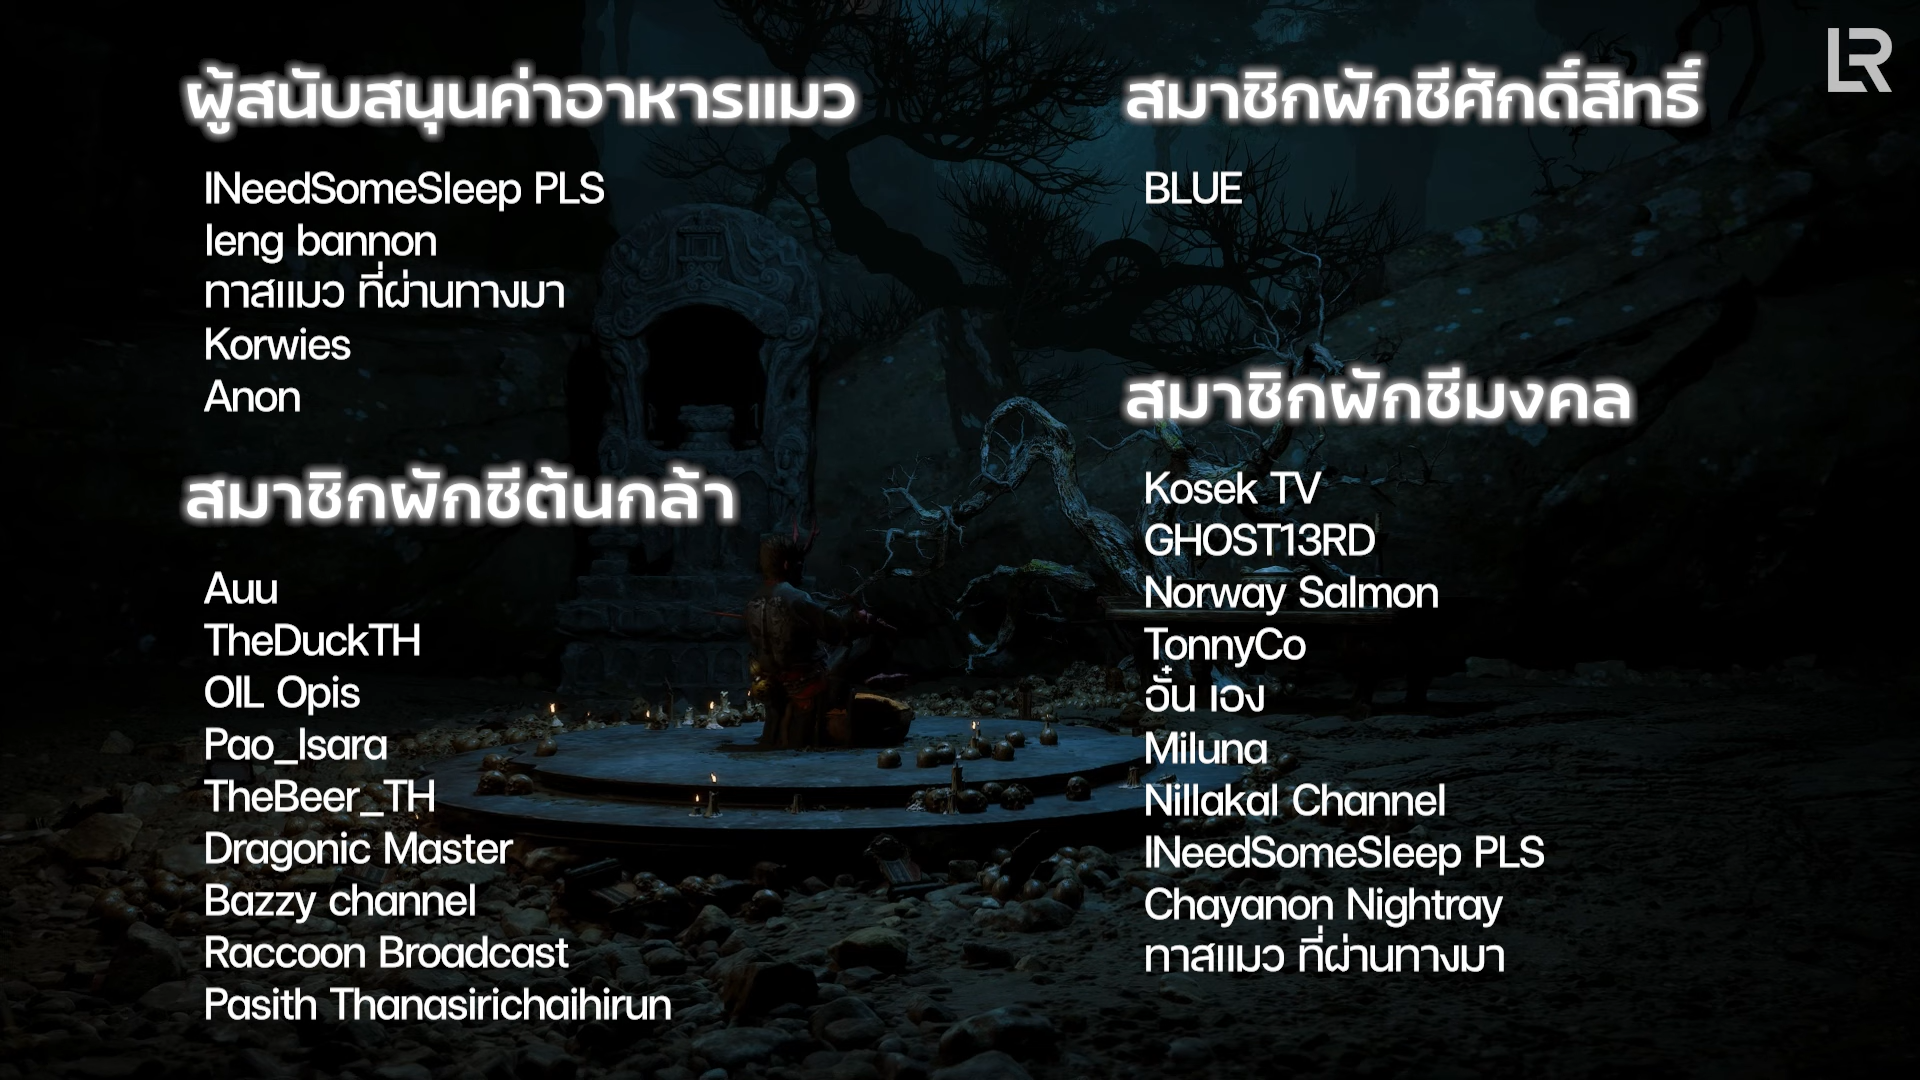 ผู้สนับสนุนค่าอาหารแมว
INeedSomeSleep PLS
Ieng bannon
ทาสแมว ที่ผ่านทางมา
Korwies
Anon
สมาชิกผักชีต้นกล้า
Auu
TheDuckTH
OIL Opis
Pao_Isara
TheBeer_TH
Dragonic Master
Bazzy channel
Raccoon Broadcast
Pasith Thanasirichaihirun
สมาชิกผักชีศักดิ์สิทธิ์
BLUE
สมาชิกผักชีมงคล
Kosek TV
GHOST13RD
Norway Salmon
TonnyCo
อั๋น เอง
Miluna
Nillakal Channel
INeedSomeSleep PLS
Chayanon Nightray
ทาสแมว ที่ผ่านทางมา
LR